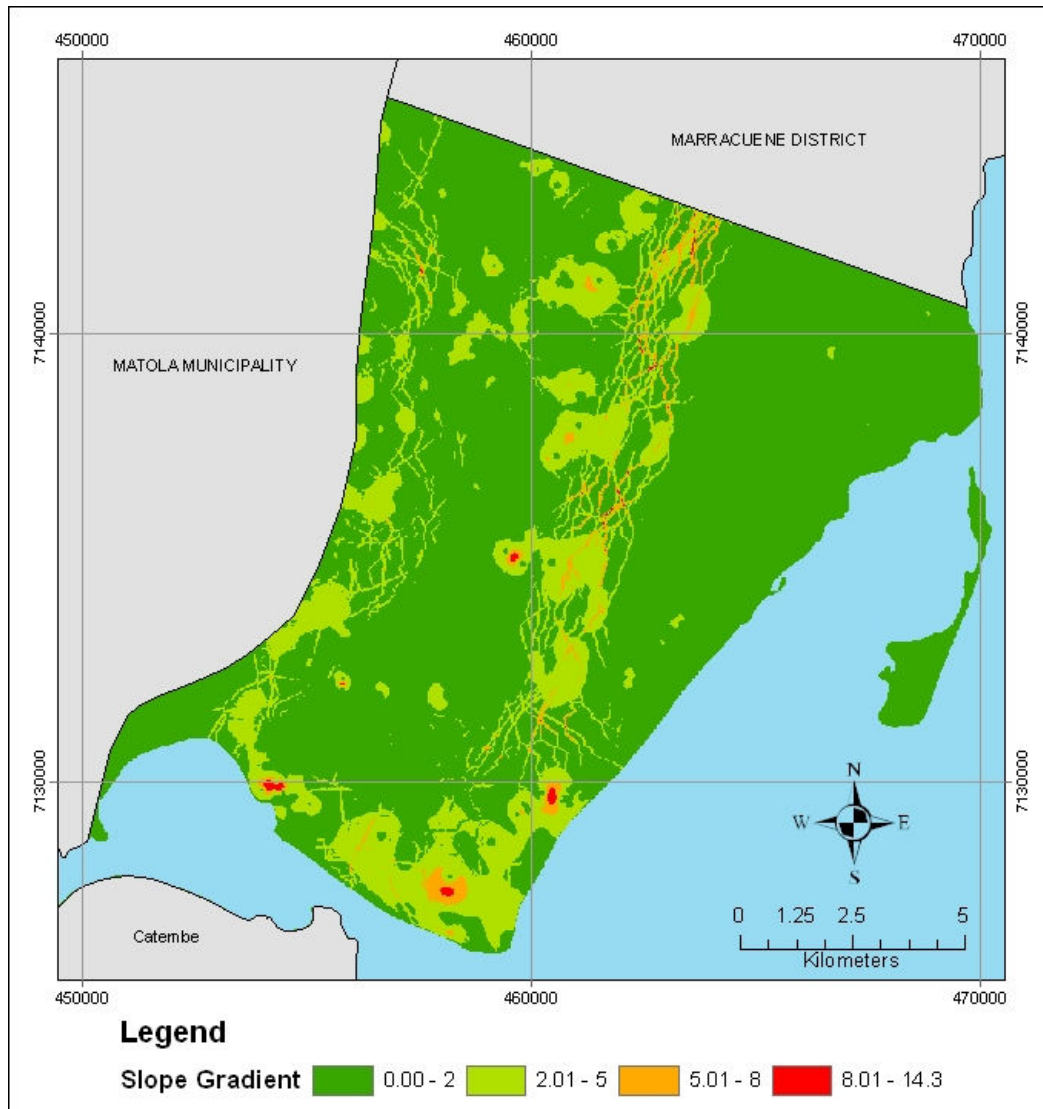 450000 460000 470000
MARRACUENE DISTRICT
7140000 7140000
MATOLA MUNICIPALITY
7130000 7130000
N
W E
S
0 1.25 2.5 5
Kilometers
Catembe
450000 460000 470000
Legend
Slope Gradient 0.00 - 2 2.01 - 5 5.01 - 8 8.01 - 14.3